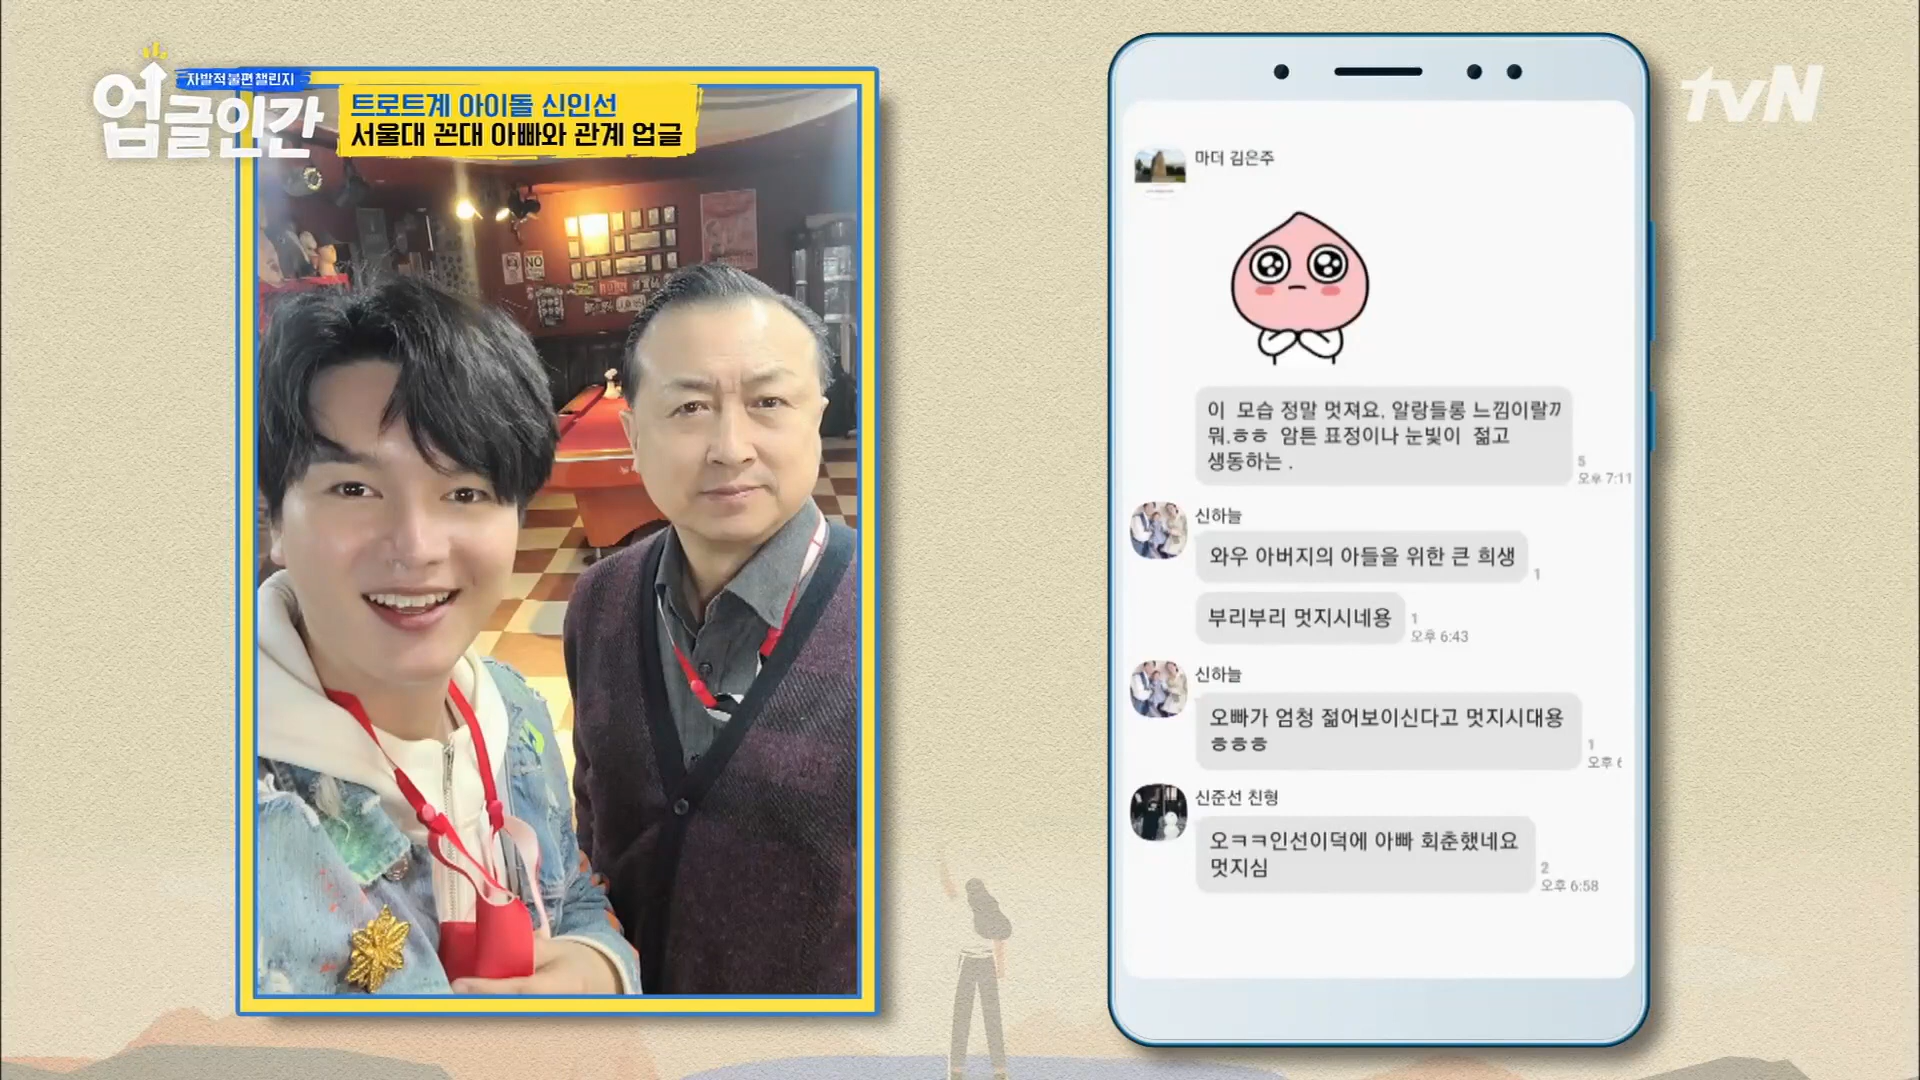 자발적 불편 챌린지
업글인간
트로트계 아이돌 신인선
서울대 꼰대 아빠와 관계 업글
tvN
NO
마더 김은주
이 모습 정말 멋져요. 알랑들롱 느낌이랄까
뭐.ㅎㅎ 암튼 표정이나 눈빛이 젊고
생동하는 .
5
오후 7:11
신하늘
와우 아버지의 아들을 위한 큰 희생
1
부리부리 멋지시네용
1
오후 6:43
신하늘
오빠가 엄청 젊어보이신다고 멋지시대용
ㅎㅎㅎ
1
오후 6
신준선 친형
오ㅋㅋ인선이덕에 아빠 회춘했네요
멋지심
2
오후 6:58